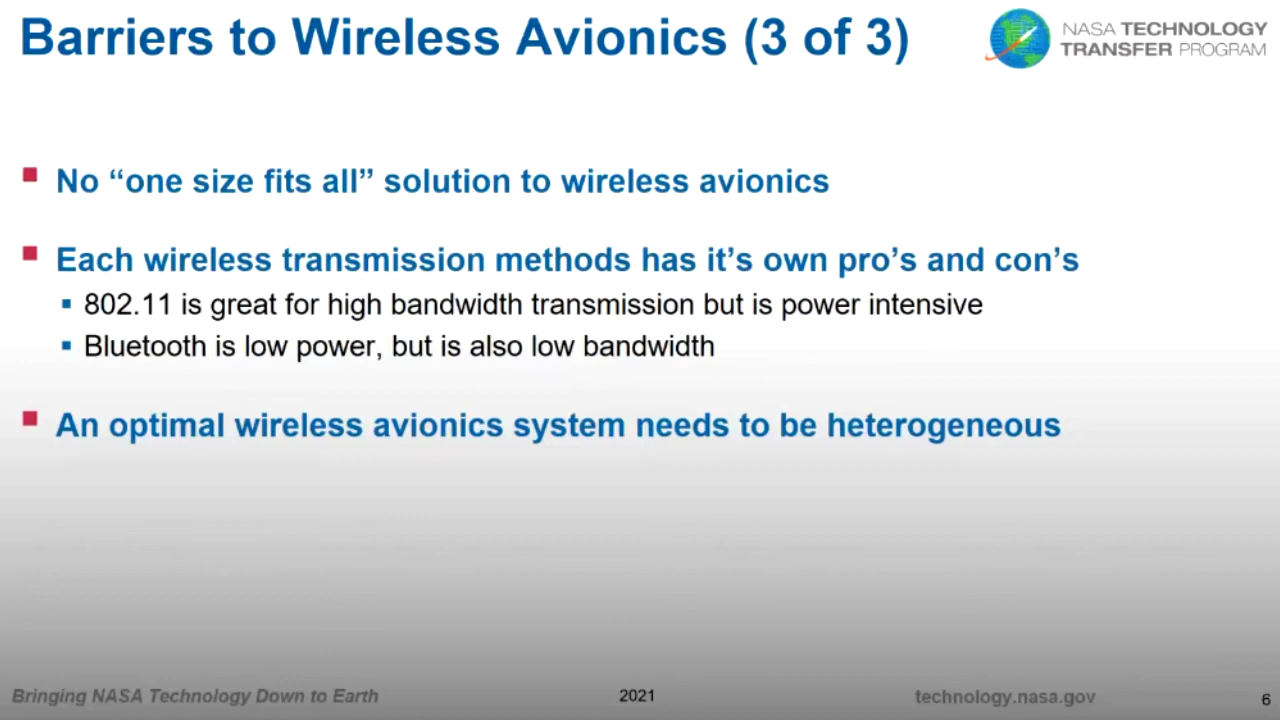 Barriers to Wireless Avionics (3 of 3)
NASA TECHNOLOGY
TRANSFER PROGRAM
No “one size fits all” solution to wireless avionics
Each wireless transmission methods has it’s own pro’s and con’s
802.11 is great for high bandwidth transmission but is power intensive
Bluetooth is low power, but is also low bandwidth
An optimal wireless avionics system needs to be heterogeneous
Bringing NASA Technology Down to Earth
2021
technology.nasa.gov
6